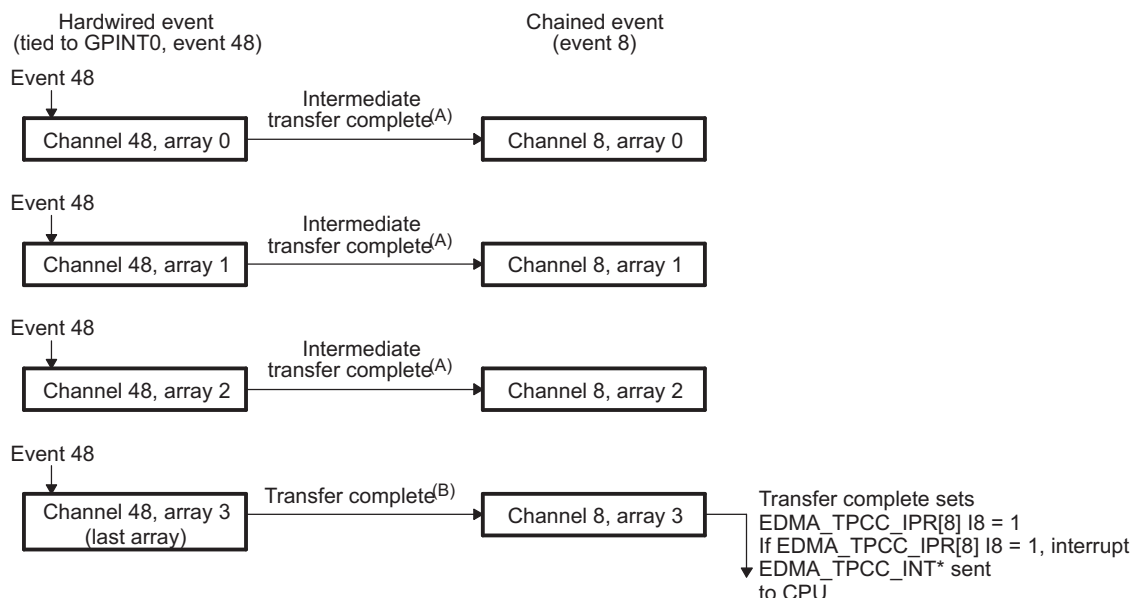 Hardwired event
(tied to GPINT0, event 48)
Chained event
(event 8)
Event 48
Channel 48, array 0
Intermediate
transfer complete(A)
Channel 8, array 0
Event 48
Channel 48, array 1
Intermediate
transfer complete(A)
Channel 8, array 1
Event 48
Channel 48, array 2
Intermediate
transfer complete(A)
Channel 8, array 2
Event 48
Channel 48, array 3
(last array)
Transfer complete(B)
Channel 8, array 3
Transfer complete sets
EDMA_TPCC_IPR[8] I8 = 1
If EDMA_TPCC_IPR[8] I8 = 1, interrupt
EDMA_TPCC_INT* sent
to CPU